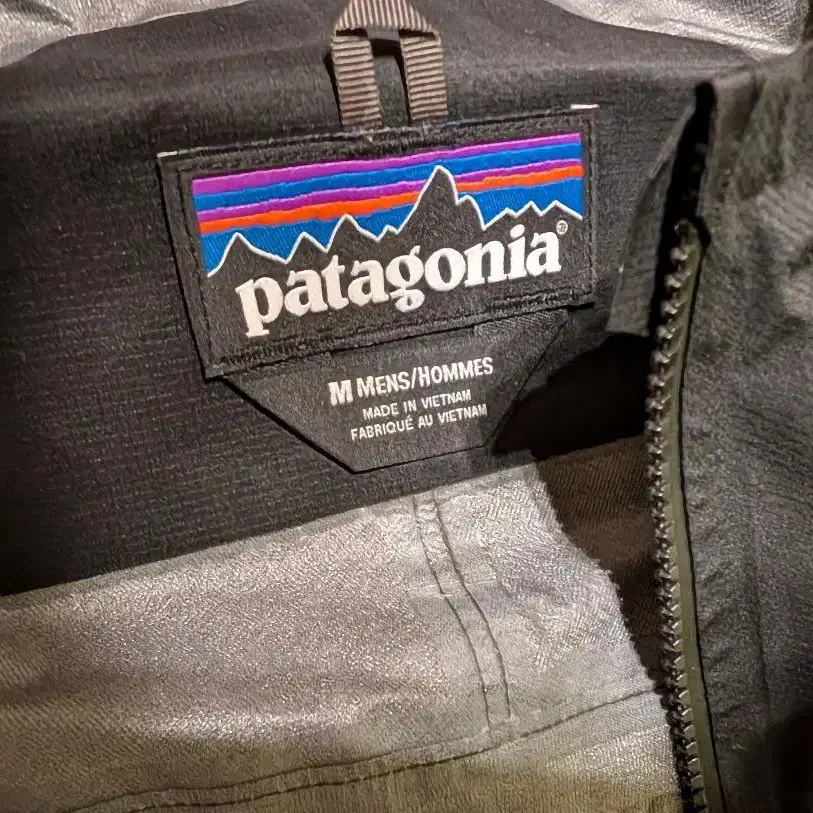 patagonia®
M MENS/HOMMES
MADE IN VIETNAM
FABRIQUÉ AU VIETNAM